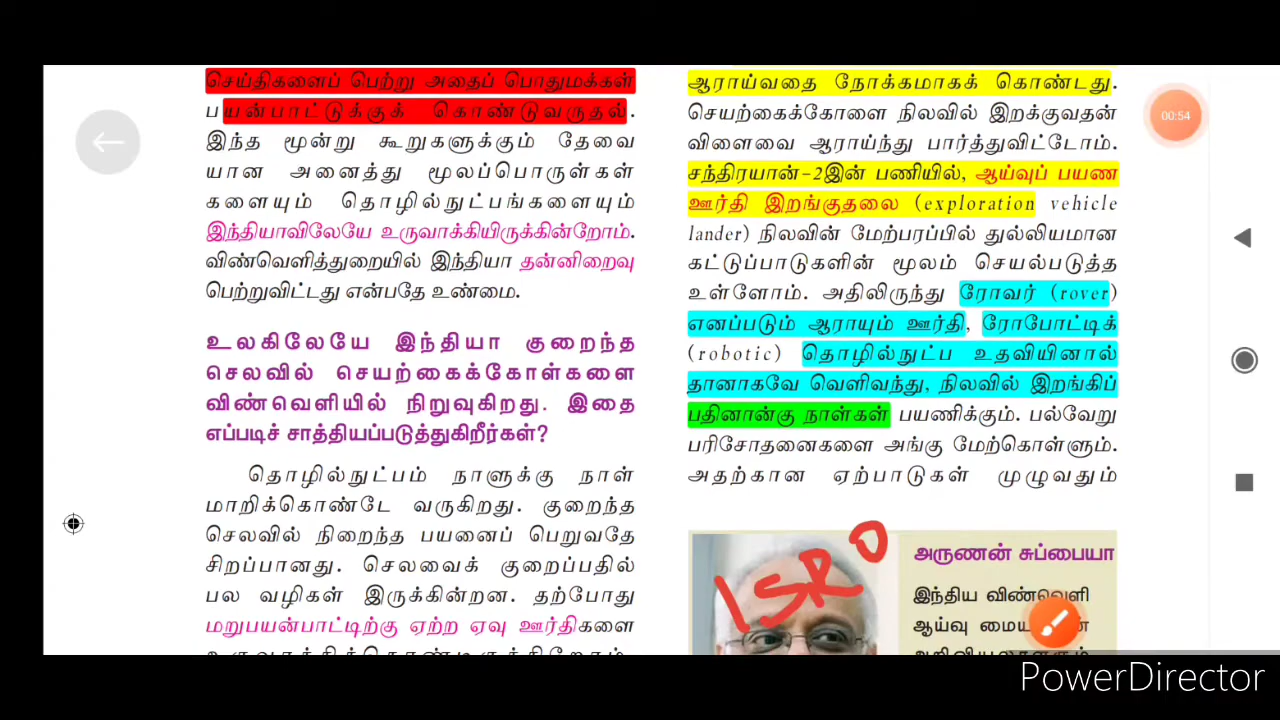 செய்திகளைப் பெற்று அதைப் பொதுமக்கள்
பயன்பாட்டுக்குக் கொண்டுவருதல்.
இந்த மூன்று கூறுகளுக்கும் தேவை
யான அனைத்து மூலப்பொருள்கள்
களையும் தொழில்நுட்பங்களையும்
இந்தியாவிலேயே உருவாக்கியிருக்கின்றோம்.
விண்வெளித்துறையில் இந்தியா தன்னிறைவு
பெற்றுவிட்டது என்பதே உண்மை.
உலகிலேயே இந்தியா குறைந்த
செலவில் செயற்கைக்கோள்களை
விண்வெளியில் நிறுவுகிறது. இதை
எப்படிச் சாத்தியப்படுத்துகிறீர்கள்?
தொழில்நுட்பம் நாளுக்கு நாள்
மாறிக்கொண்டே வருகிறது. குறைந்த
செலவில் நிறைந்த பயனைப் பெறுவதே
சிறப்பானது. செலவைக் குறைப்பதில்
பல வழிகள் இருக்கின்றன. தற்போது
மறுபயன்பாட்டிற்கு ஏற்ற ஏவு ஊர்திகளை
உருவாக்கிக்கொண்டிருக்கிறோம்.
ஆராய்வதை நோக்கமாகக் கொண்டது.
செயற்கைக்கோளை நிலவில் இறக்குவதன்
விளைவை ஆராய்ந்து பார்த்துவிட்டோம்.
சந்திரயான்-2இன் பணியில், ஆய்வுப் பயண
ஊர்தி இறங்குதலை (exploration vehicle
lander) நிலவின் மேற்பரப்பில் துல்லியமான
கட்டுப்பாடுகளின் மூலம் செயல்படுத்த
உள்ளோம். அதிலிருந்து ரோவர் (rover)
எனப்படும் ஆராயும் ஊர்தி, ரோபோட்டிக்
(robotic) தொழில்நுட்ப உதவியினால்
தானாகவே வெளிவந்து, நிலவில் இறங்கிப்
பதினான்கு நாள்கள் பயணிக்கும். பல்வேறு
பரிசோதனைகளை அங்கு மேற்கொள்ளும்.
அதற்கான ஏற்பாடுகள் முழுவதும்
ISRO
அருணன் சுப்பையா
இந்திய விண்வெளி
ஆய்வு
00:54
PowerDirector